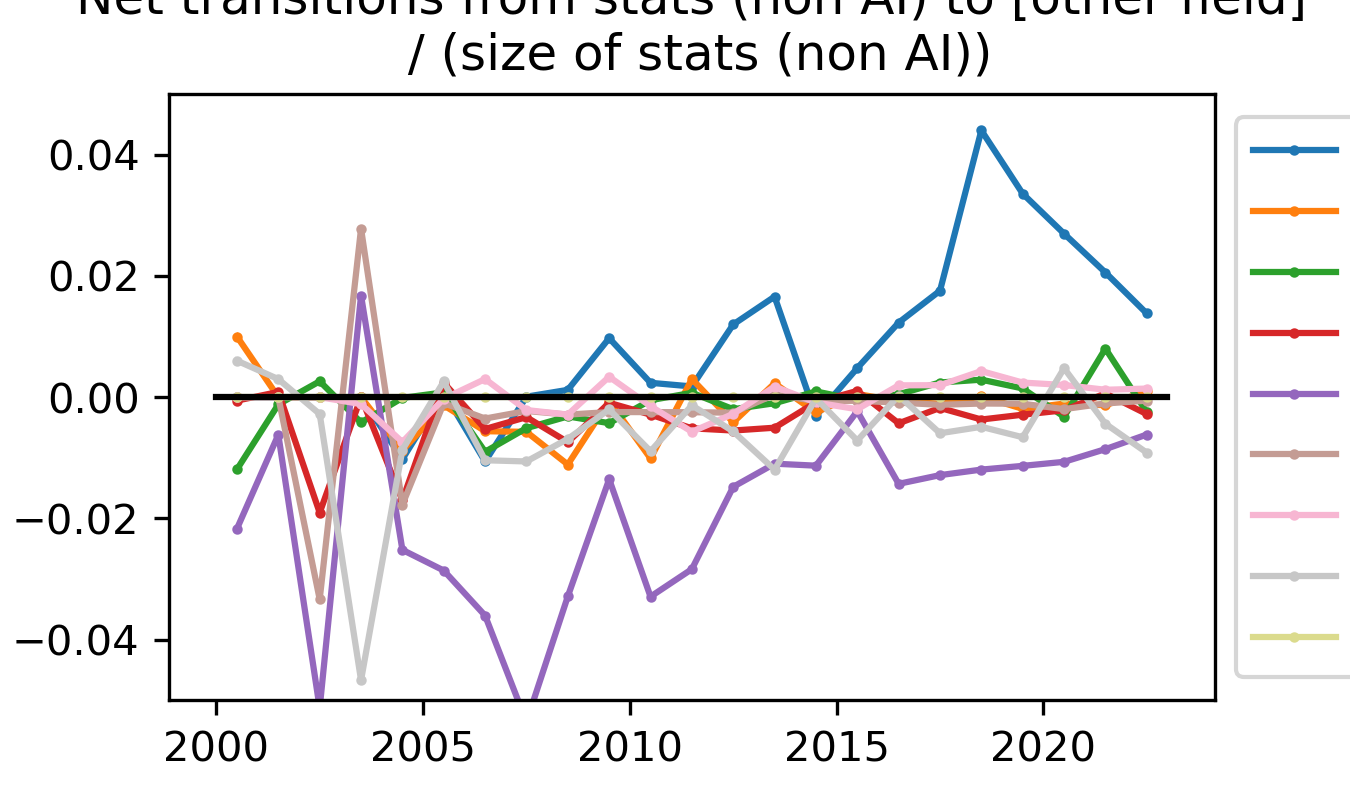 Net transitions from stats (non AI) to [other field]
/ (size of stats (non AI))
0.04
0.02
0.00
−0.02
−0.04
2000 2005 2010 2015 2020